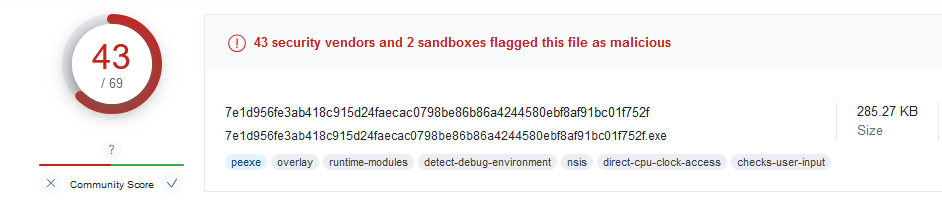 43
/ 69
?
Community Score
43 security vendors and 2 sandboxes flagged this file as malicious
7e1d956fe3ab418c915d24faecac0798be86b86a4244580ebf8af91bc01f752f
7e1d956fe3ab418c915d24faecac0798be86b86a4244580ebf8af91bc01f752f.exe
peexe overlay runtime-modules detect-debug-environment nsis direct-cpu-clock-access checks-user-input
285.27 KB
Size